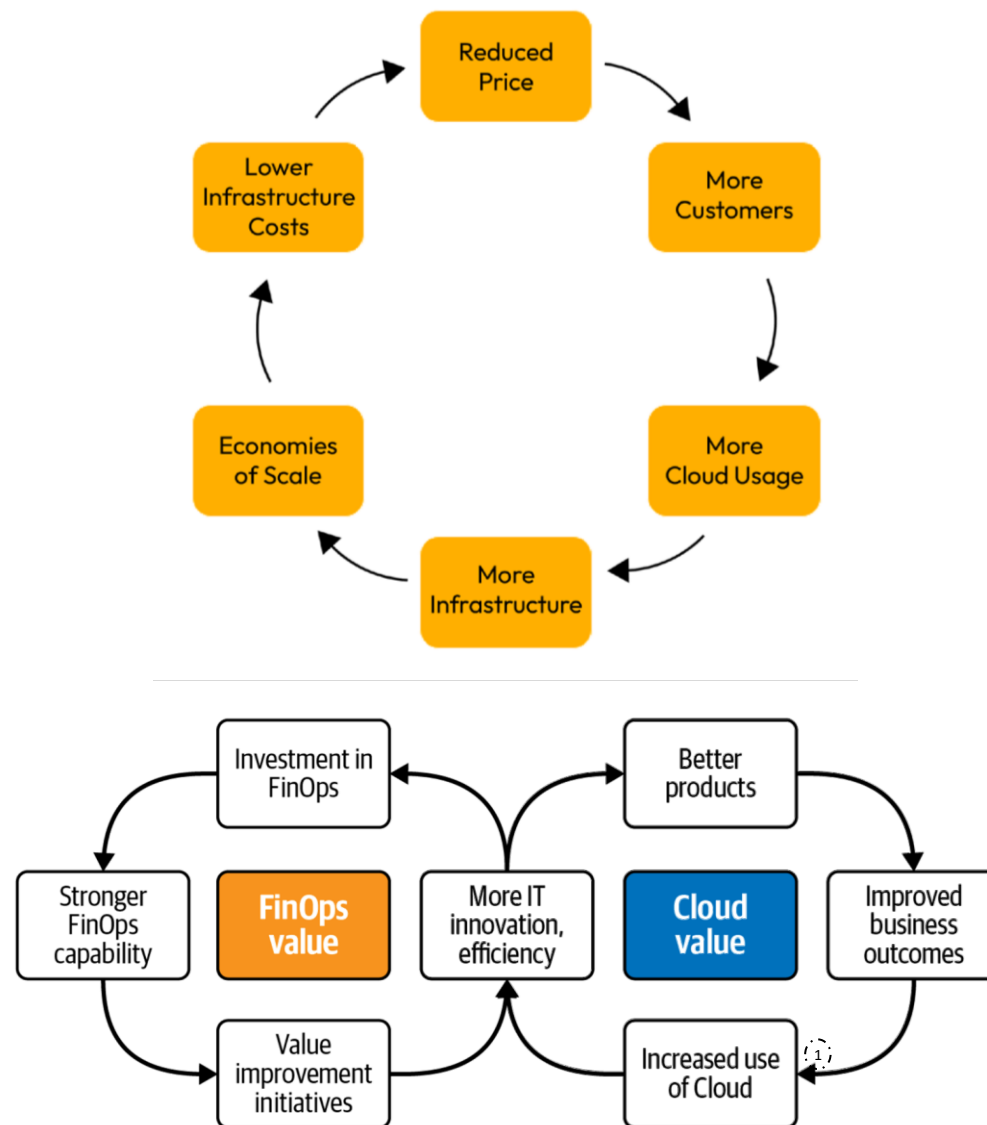 Reduced
Price
More
Customers
Lower
Infrastructure
Costs
More
Cloud Usage
Economies
of Scale
More
Infrastructure
Investment in
FinOps
Better
products
Stronger
FinOps
capability
FinOps
value
More IT
innovation,
efficiency
Cloud
value
Improved
business
outcomes
Value
improvement
initiatives
Increased use
of Cloud
1